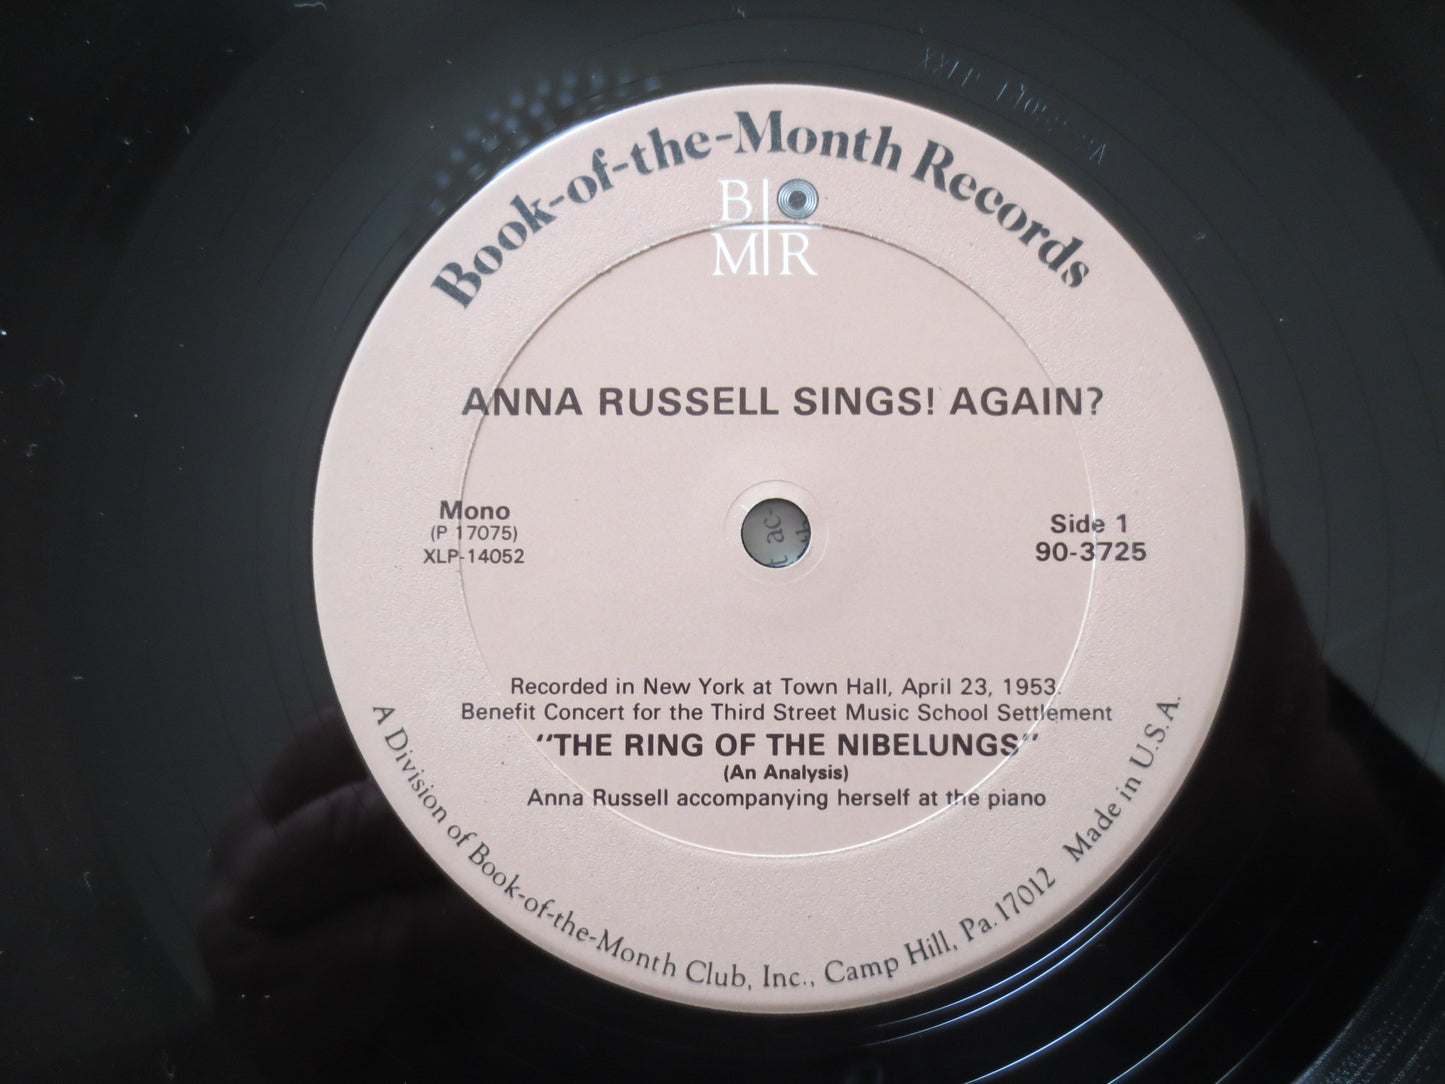 Book-of-the-Month Records
B
M R
ANNA RUSSELL SINGS! AGAIN?
Mono
(P 17075)
XLP-14052
Side 1
90-3725
Recorded in New York at Town Hall, April 23, 1953.
Benefit Concert for the Third Street Music School Settlement
"THE RING OF THE NIBELUNGS"
(An Analysis)
Anna Russell accompanying herself at the piano
A Division of Book-of-the-Month Club, Inc., Camp Hill, Pa. 17012 Made in U.S.A.